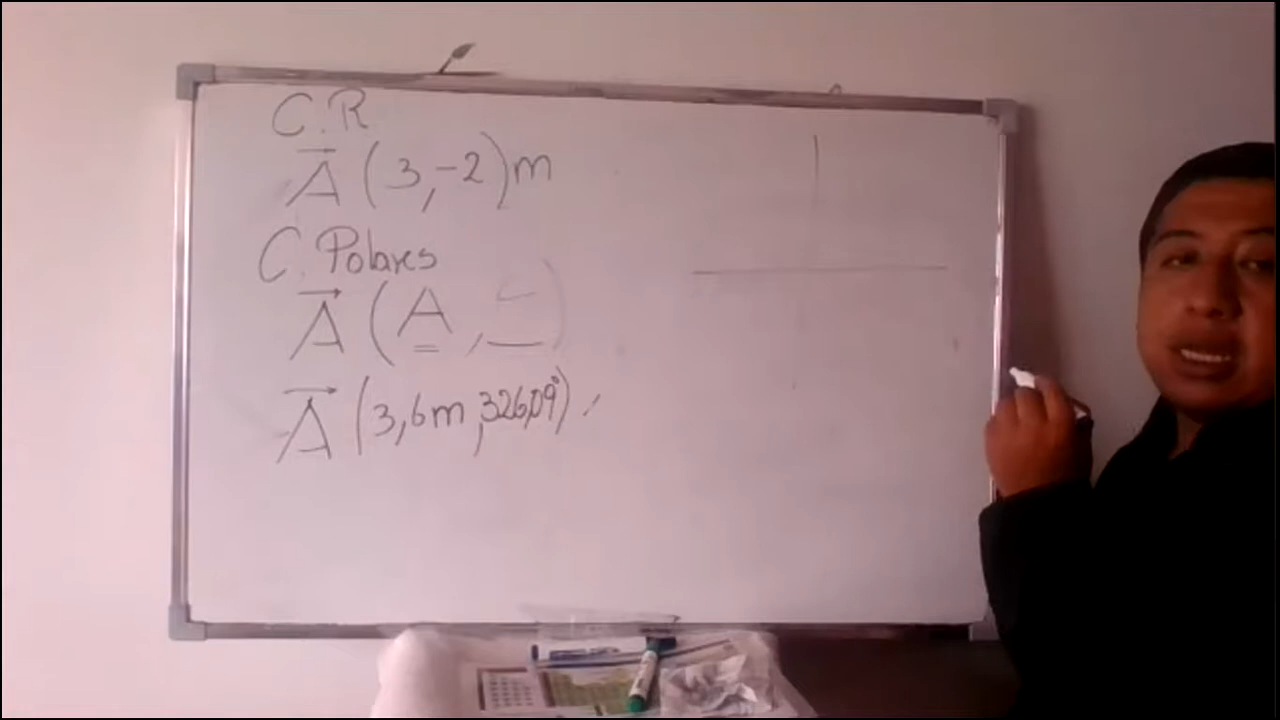 C.R
A (3,-2)m
C. Polares
A (A, )
A (3,6m,326,09°)